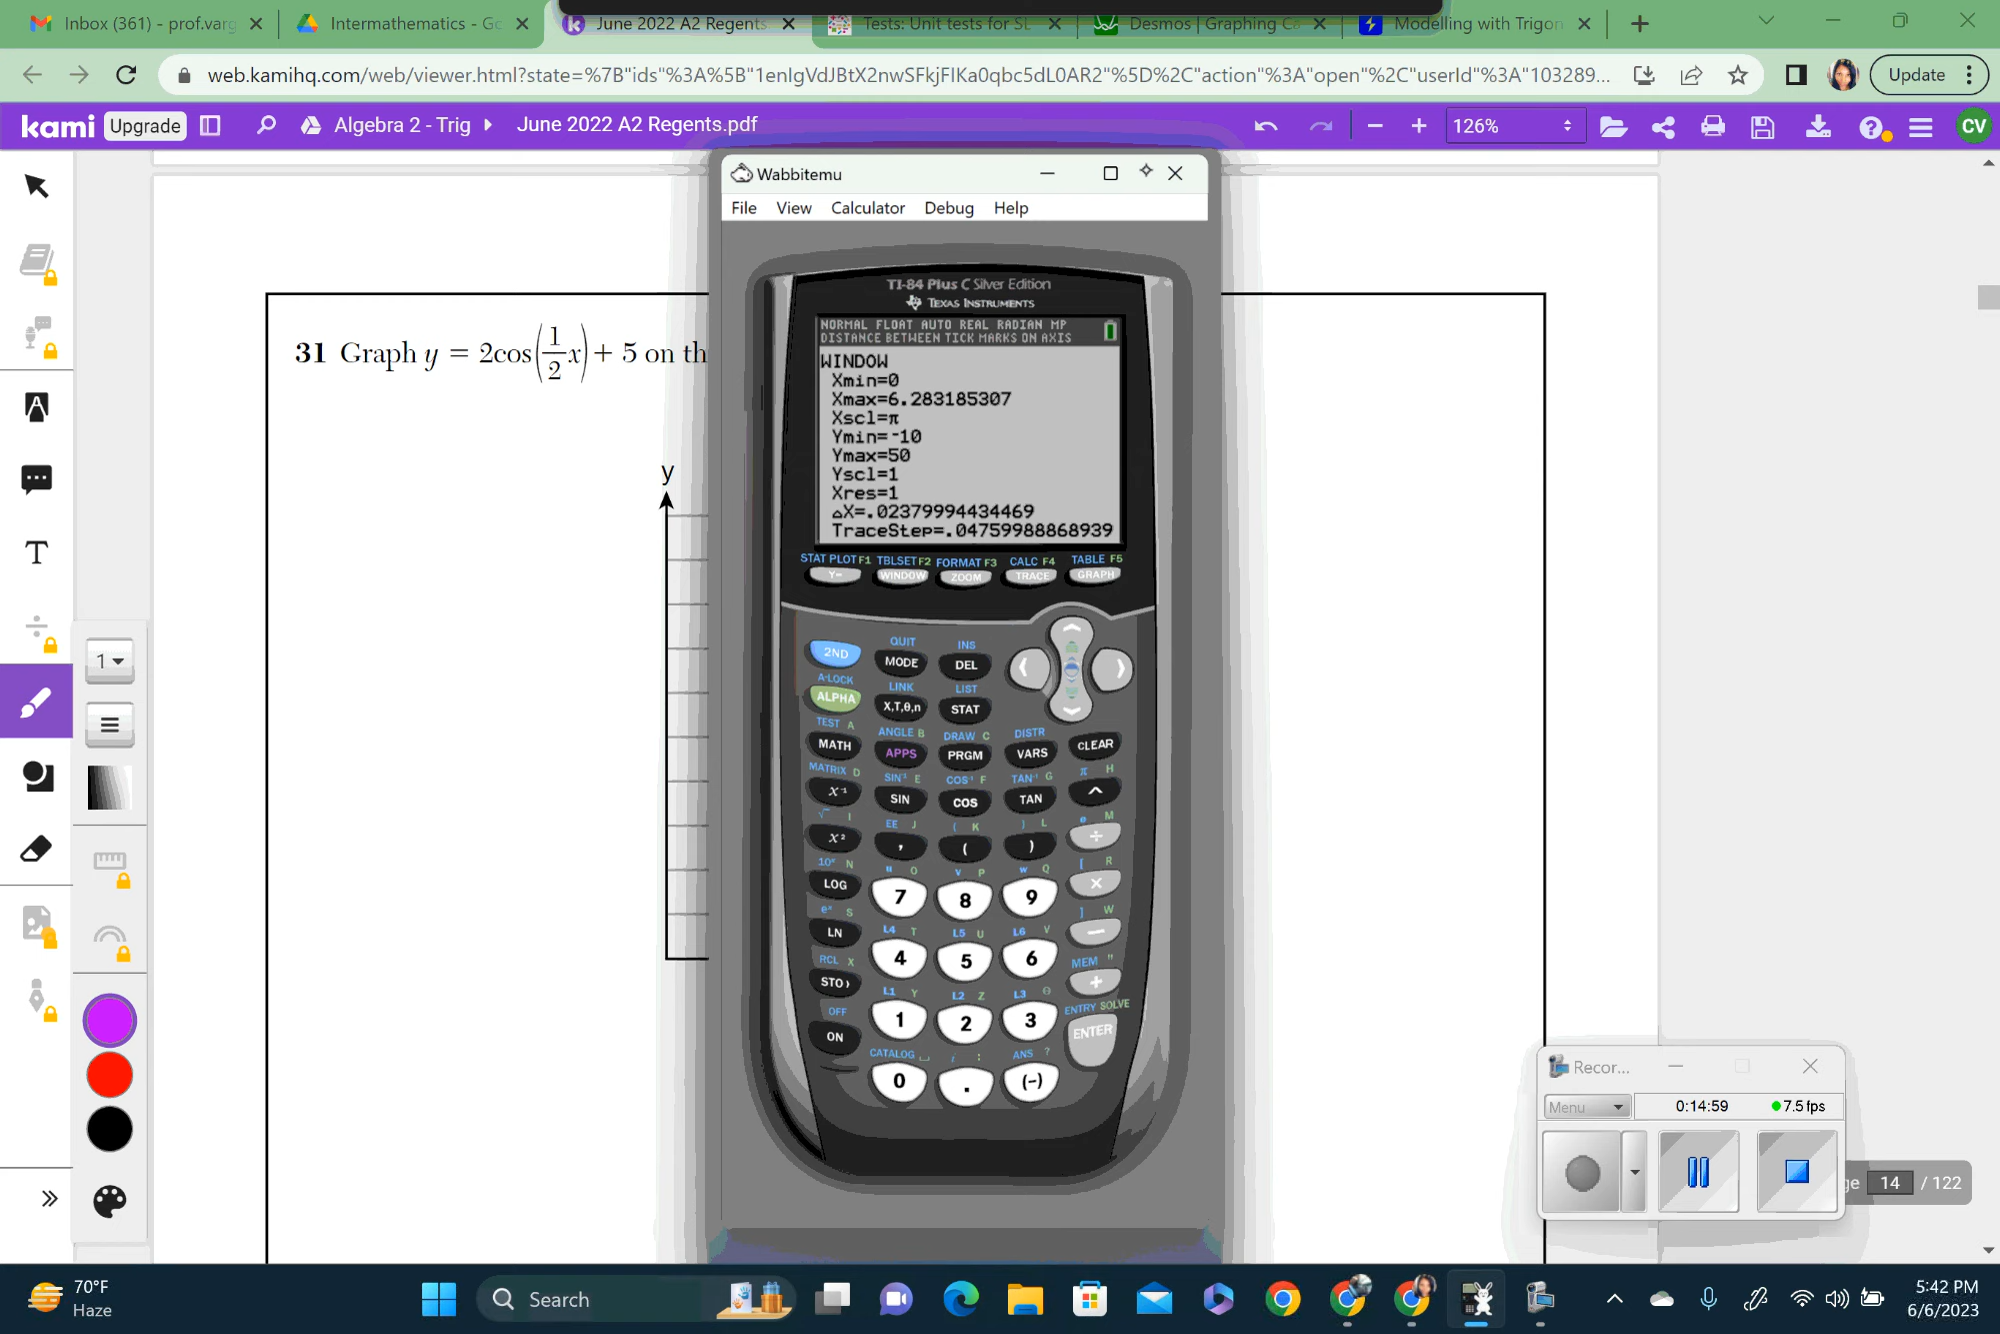 Inbox (361) - prof.varg
Intermathematics - Go
June 2022 A2 Regents
Tests: Unit tests for SL
Desmos | Graphing Ca
Modelling with Trigon
web.kamihq.com/web/viewer.html?state=%7B"ids"%3A%5B"1enIgVdJBtX2nwSFkjFIKa0qbc5dL0AR2"%5D%2C"action"%3A"open"%2C"userId"%3A"103289...
Update
kami Upgrade
Algebra 2 - Trig
June 2022 A2 Regents.pdf
126%
CV
Wabbitemu
File View Calculator Debug Help
31 Graph y = 2cos(1/2 x) + 5 on th
y
TI-84 Plus C Silver Edition
TEXAS INSTRUMENTS
NORMAL FLOAT AUTO REAL RADIAN MP
DISTANCE BETWEEN TICK MARKS ON AXIS
WINDOW
Xmin=0
Xmax=6.283185307
Xscl=π
Ymin=-10
Ymax=50
Yscl=1
Xres=1
△X=.02379994434469
TraceStep=.04759988868939
STAT PLOT F1 TBLSET F2 FORMAT F3 CALC F4 TABLE F5
Y= WINDOW ZOOM TRACE GRAPH
QUIT INS
2ND MODE DEL
A-LOCK LINK LIST
ALPHA X,T,θ,n STAT
TEST A ANGLE B DRAW C DISTR
MATH APPS PRGM VARS CLEAR
MATRIX D SIN⁻¹ E COS⁻¹ F TAN⁻¹ G π H
X⁻¹ SIN COS TAN ^
√ I EE J { K } L e M
X² , ( ) ÷
10ˣ N u O v P w Q [ R
LOG 7 8 9 ×
eˣ S L4 T L5 U L6 V ] W
LN 4 5 6 −
RCL X L1 Y L2 Z L3 θ MEM "
STO› 1 2 3 +
OFF ENTRY SOLVE
ON ENTER
CATALOG i : ANS ?
0 . (-)
T
1
Recor...
Menu
0:14:59
7.5 fps
14 / 122
70°F
Haze
Search
5:42 PM
6/6/2023